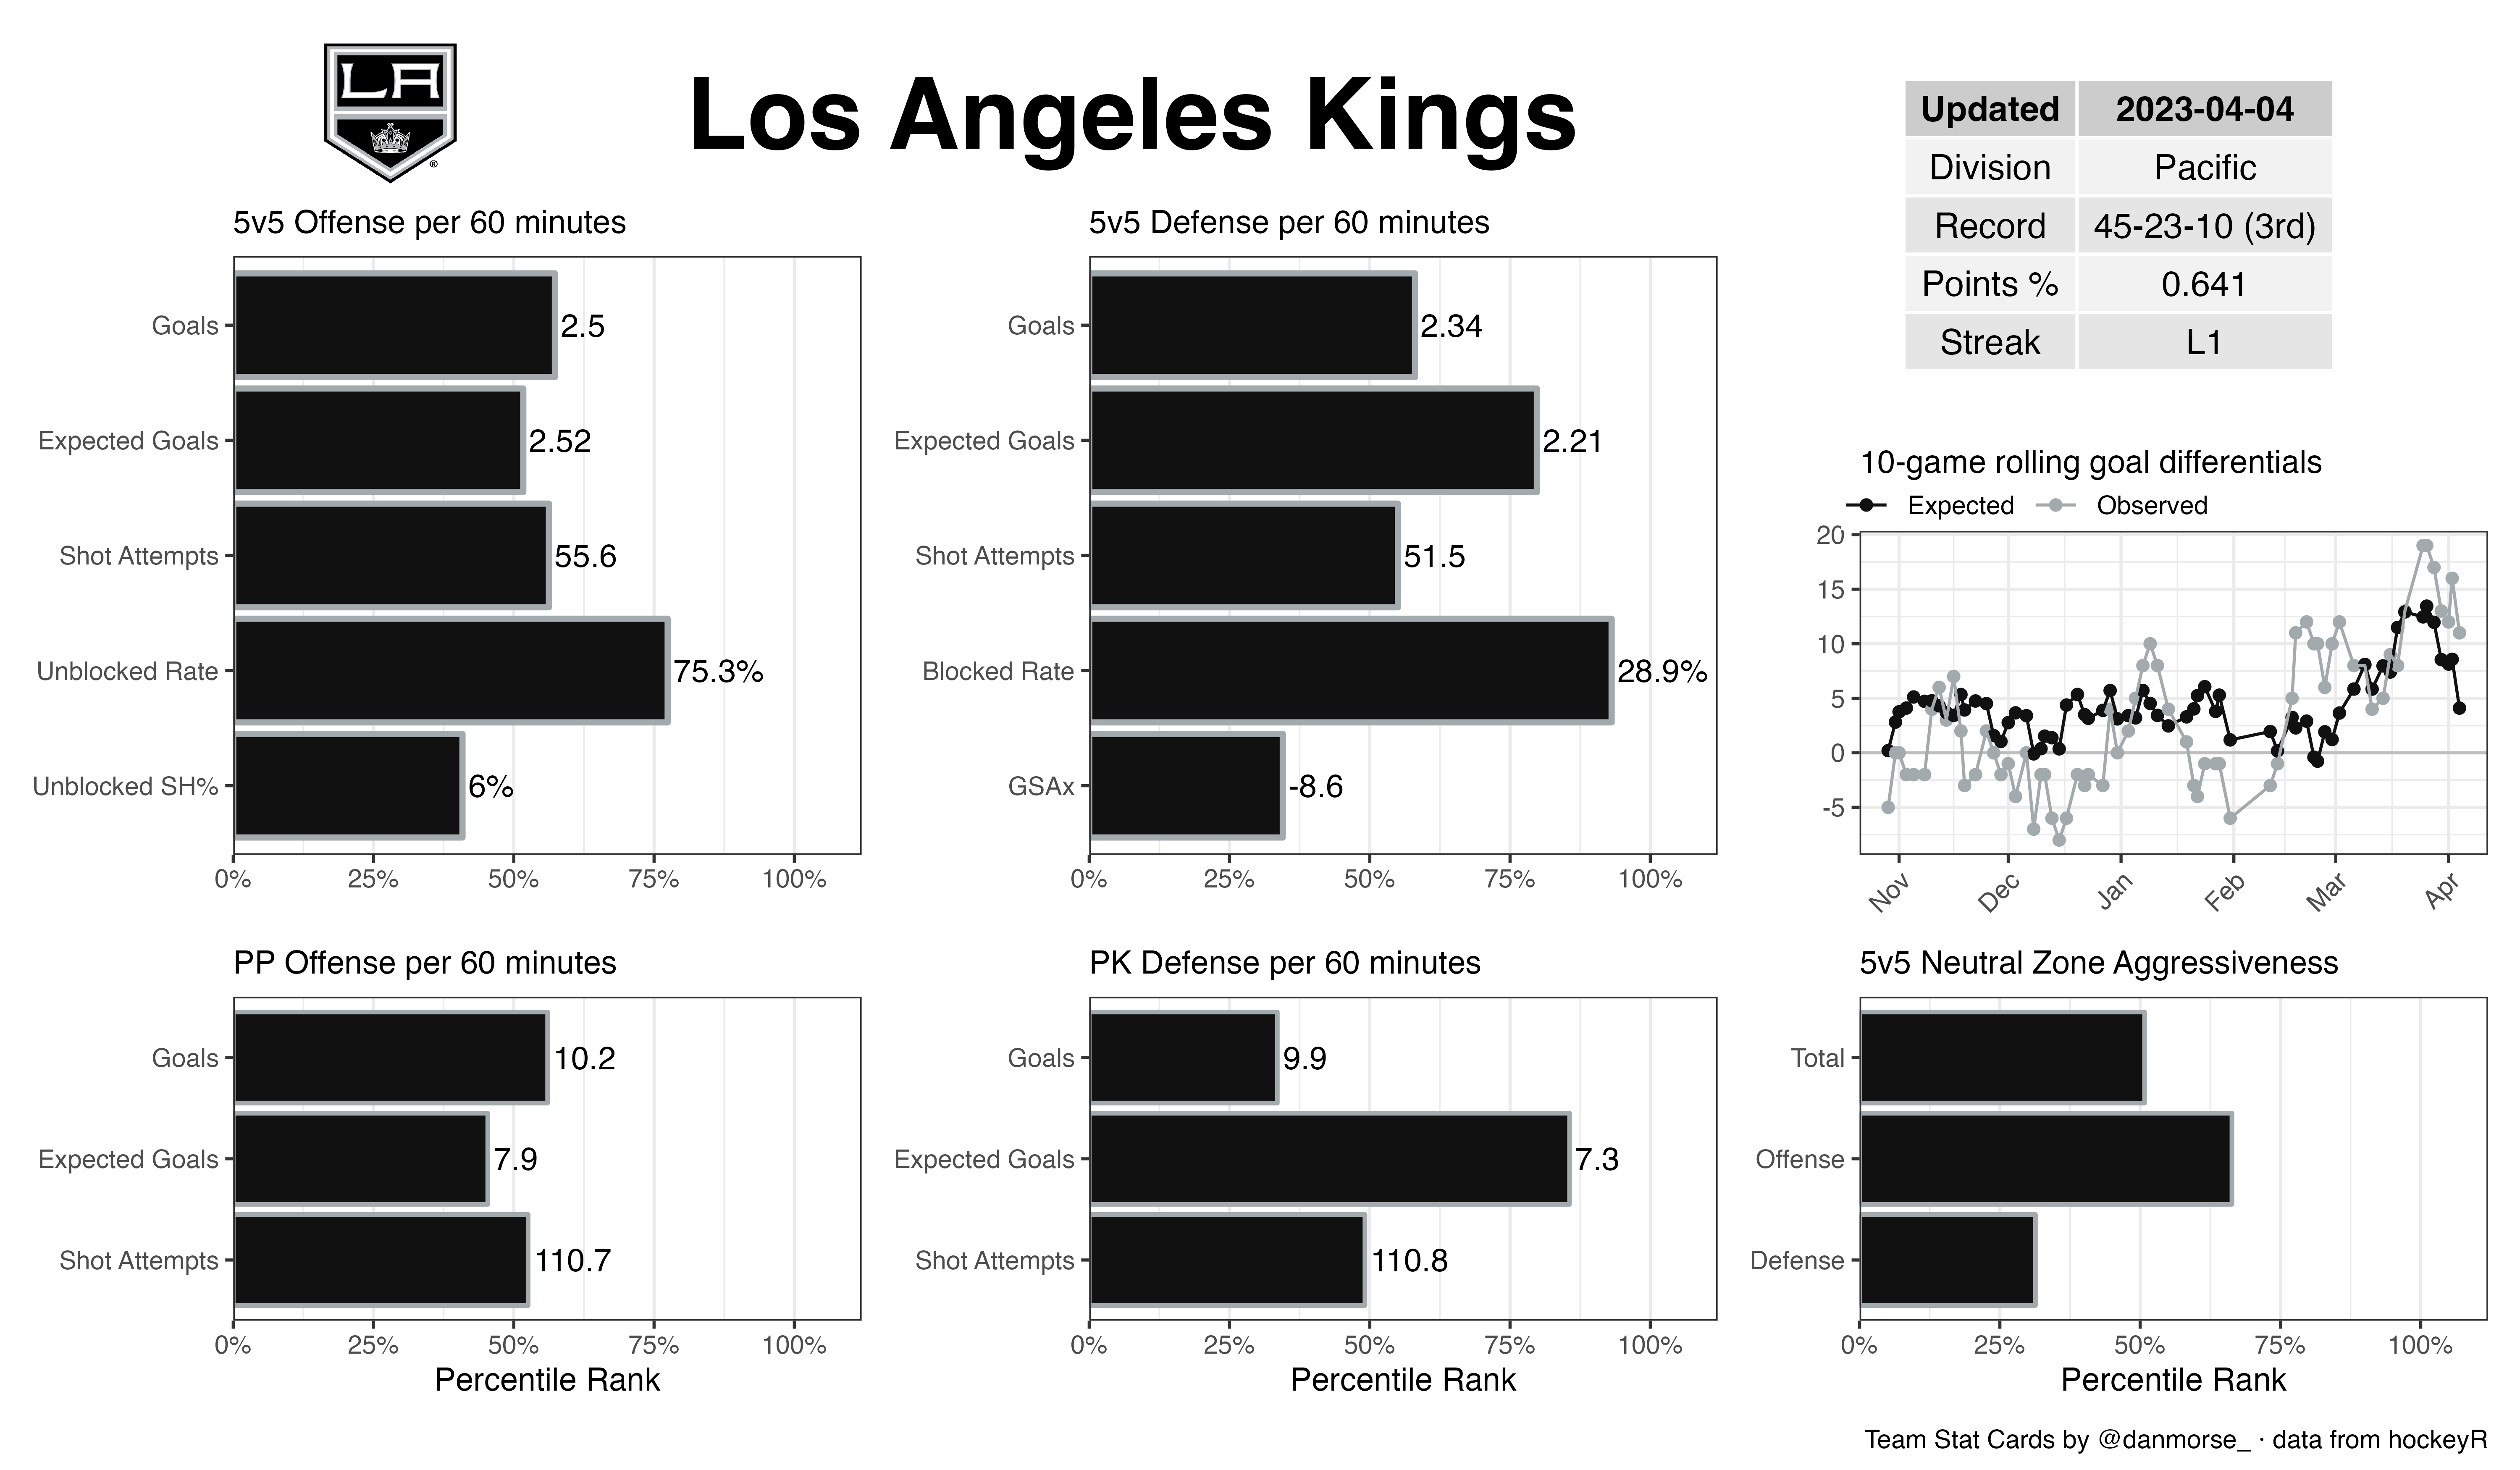 LA
®
Los Angeles Kings
Updated 2023-04-04
Division Pacific
Record 45-23-10 (3rd)
Points % 0.641
Streak L1
5v5 Offense per 60 minutes
Goals 2.5
Expected Goals 2.52
Shot Attempts 55.6
Unblocked Rate 75.3%
Unblocked SH% 6%
0% 25% 50% 75% 100%
5v5 Defense per 60 minutes
Goals 2.34
Expected Goals 2.21
Shot Attempts 51.5
Blocked Rate 28.9%
GSAx -8.6
0% 25% 50% 75% 100%
10-game rolling goal differentials
Expected Observed
20
15
10
5
0
-5
Nov Dec Jan Feb Mar Apr
PP Offense per 60 minutes
Goals 10.2
Expected Goals 7.9
Shot Attempts 110.7
0% 25% 50% 75% 100%
Percentile Rank
PK Defense per 60 minutes
Goals 9.9
Expected Goals 7.3
Shot Attempts 110.8
0% 25% 50% 75% 100%
Percentile Rank
5v5 Neutral Zone Aggressiveness
Total
Offense
Defense
0% 25% 50% 75% 100%
Percentile Rank
Team Stat Cards by @danmorse_ · data from hockeyR